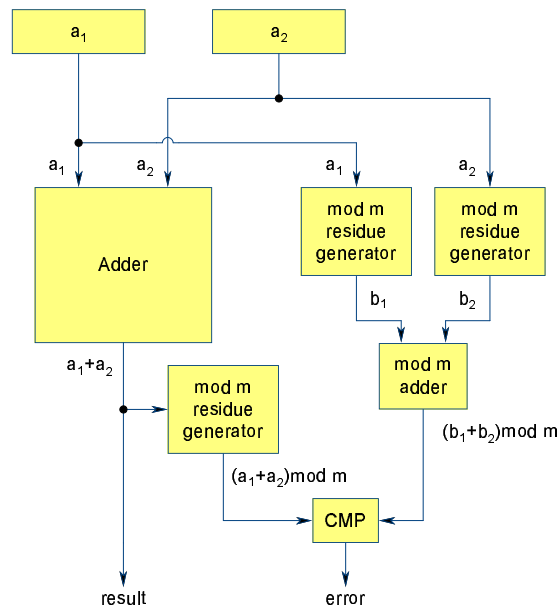 a₁
a₂
a₁
a₂
a₁
a₂
Adder
mod m
residue
generator
mod m
residue
generator
b₁
b₂
mod m
adder
a₁+a₂
mod m
residue
generator
(b₁+b₂)mod m
(a₁+a₂)mod m
CMP
result
error